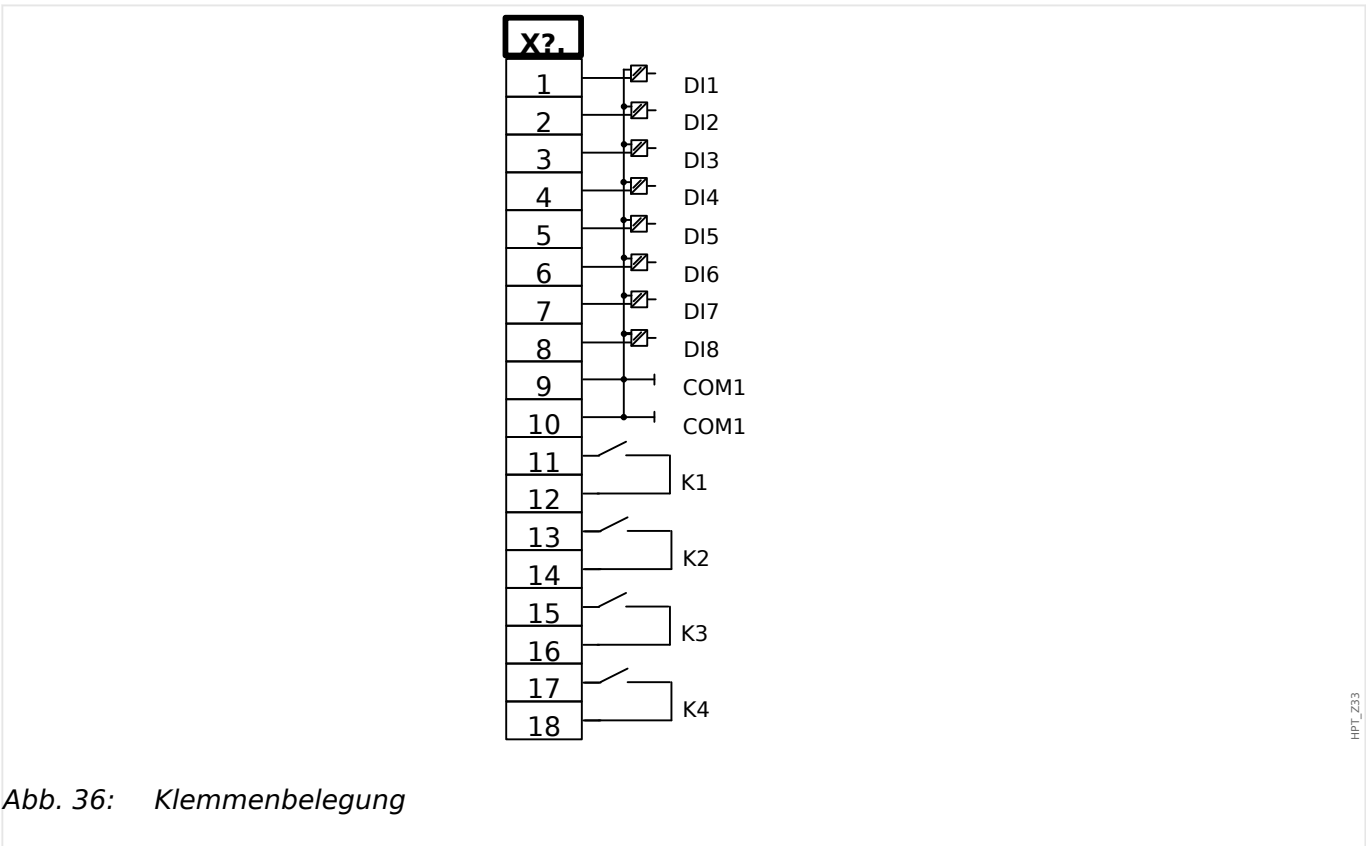 X?.
1 DI1
2 DI2
3 DI3
4 DI4
5 DI5
6 DI6
7 DI7
8 DI8
9 COM1
10 COM1
11
K1
12
13
K2
14
15
K3
16
17
K4
18
HPT_Z33
Abb. 36: Klemmenbelegung